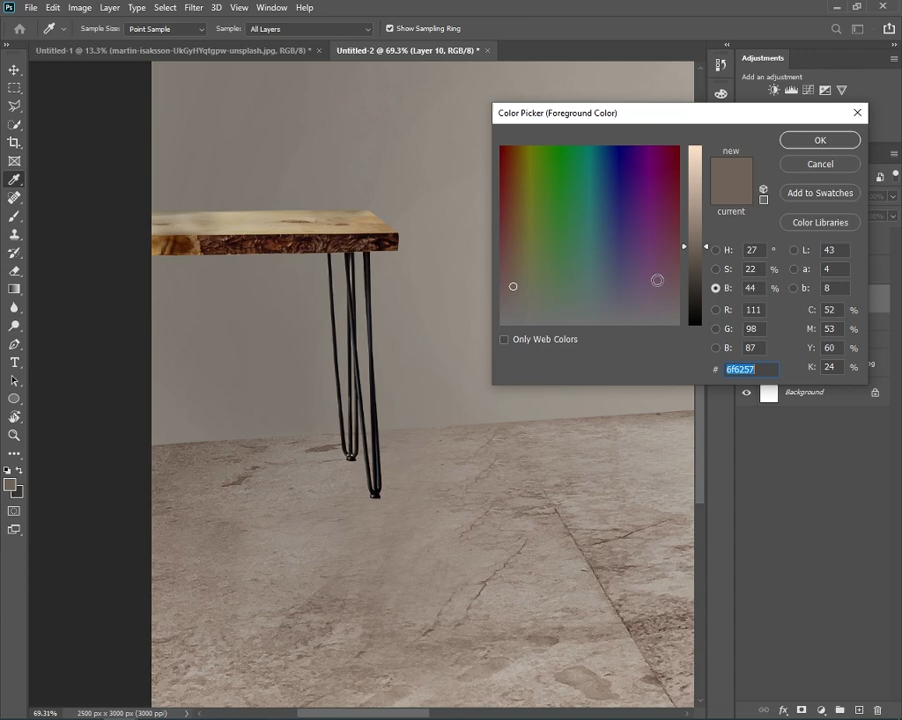 Ps File Edit Image Layer Type Select Filter 3D View Window Help
Sample Size: Point Sample Sample: All Layers Show Sampling Ring
Untitled-1 @ 13.3% (martin-isaksson-UkGyHYqtgpw-unsplash.jpg, RGB/8) * × Untitled-2 @ 69.3% (Layer 10, RGB/8) * ×
Adjustments
Add an adjustment
Color Picker (Foreground Color)
new
current
OK
Cancel
Add to Swatches
Color Libraries
H: 27 ° L: 43
S: 22 % a: 4
B: 44 % b: 8
R: 111 C: 52 %
G: 98 M: 53 %
B: 87 Y: 60 %
# 6f6257 K: 24 %
Only Web Colors
Background
69.31% 2500 px x 3000 px (3000 ppi)